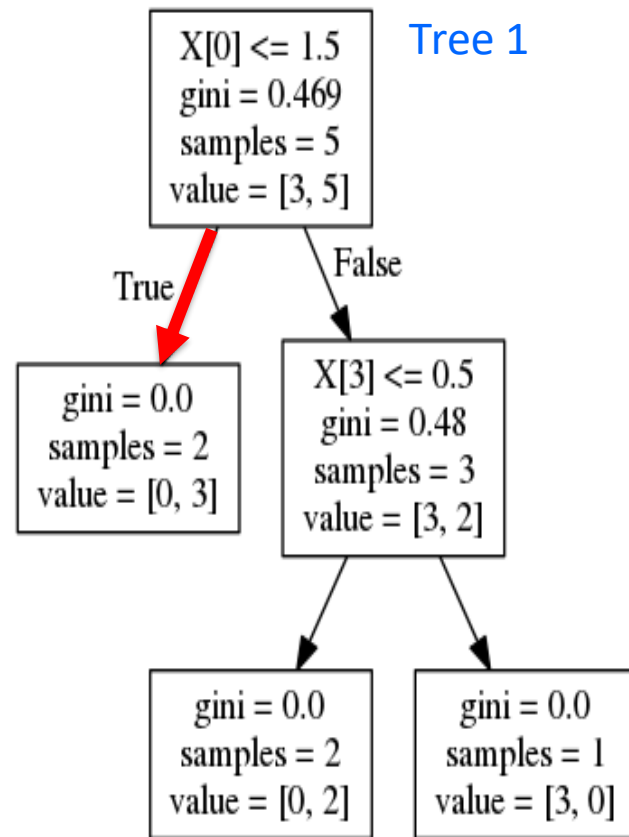 Tree 1
X[0] <= 1.5
gini = 0.469
samples = 5
value = [3, 5]
True
False
gini = 0.0
samples = 2
value = [0, 3]
X[3] <= 0.5
gini = 0.48
samples = 3
value = [3, 2]
gini = 0.0
samples = 2
value = [0, 2]
gini = 0.0
samples = 1
value = [3, 0]